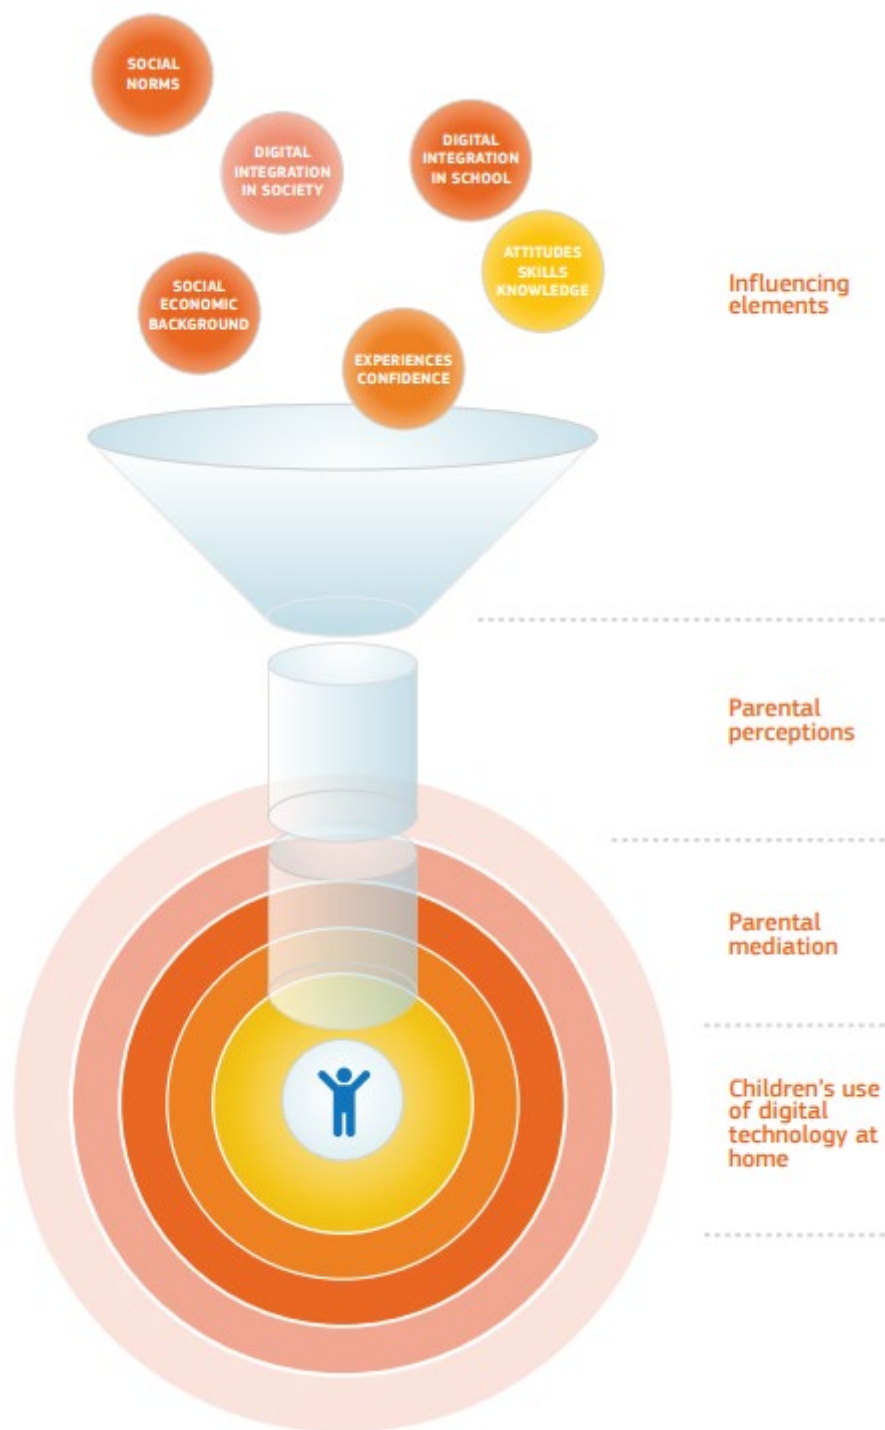 SOCIAL
NORMS
DIGITAL
INTEGRATION
IN SOCIETY
DIGITAL
INTEGRATION
IN SCHOOL
ATTITUDES
SKILLS
KNOWLEDGE
SOCIAL
ECONOMIC
BACKGROUND
EXPERIENCES
CONFIDENCE
Influencing
elements
Parental
perceptions
Parental
mediation
Children's use
of digital
technology at
home